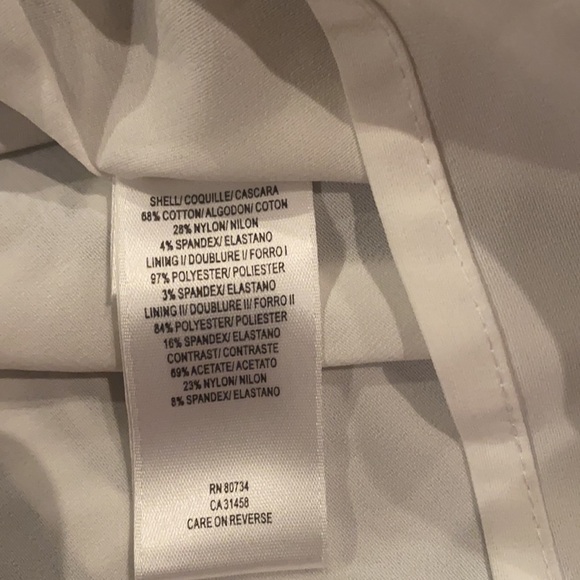 SHELL/ COQUILLE/ CASCARA
68% COTTON/ ALGODON/ COTON
28% NYLON/ NILON
4% SPANDEX/ ELASTANO
LINING I/ DOUBLURE I/ FORRO I
97% POLYESTER/ POLIESTER
3% SPANDEX/ ELASTANO
LINING II/ DOUBLURE II/ FORRO II
84% POLYESTER/ POLIESTER
16% SPANDEX/ ELASTANO
CONTRAST/ CONTRASTE
69% ACETATE/ ACETATO
23% NYLON/ NILON
8% SPANDEX/ ELASTANO
RN 80734
CA 31458
CARE ON REVERSE